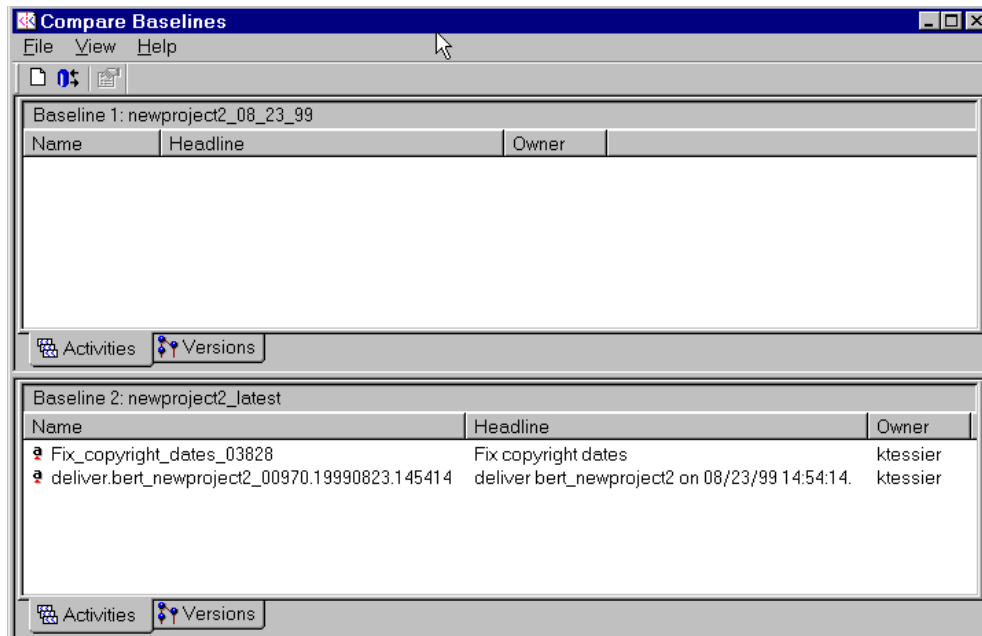 Compare Baselines
File View Help
Baseline 1: newproject2_08_23_99
Name Headline Owner
Activities Versions
Baseline 2: newproject2_latest
Name Headline Owner
Fix_copyright_dates_03828 Fix copyright dates ktessier
deliver.bert_newproject2_00970.19990823.145414 deliver bert_newproject2 on 08/23/99 14:54:14. ktessier
Activities Versions